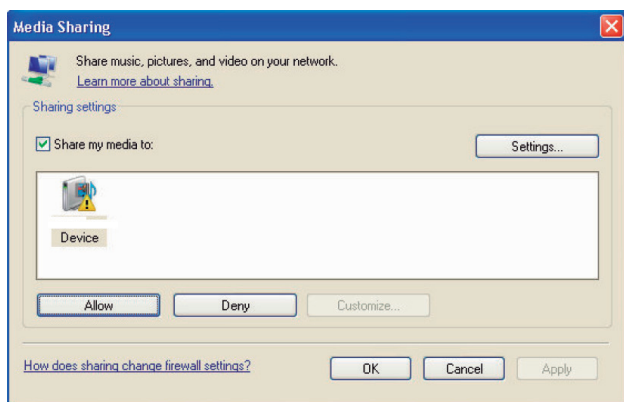 Media Sharing
Share music, pictures, and video on your network.
Learn more about sharing.
Sharing settings
Share my media to:
Settings...
Device
Allow
Deny
Customize...
How does sharing change firewall settings?
OK
Cancel
Apply